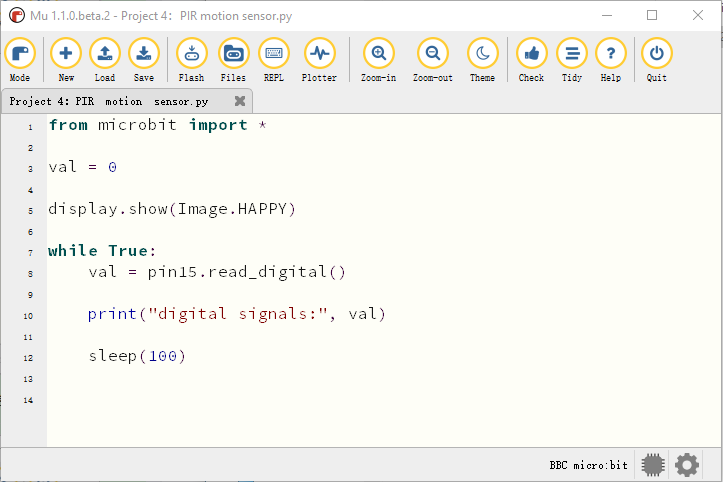 Mu 1.1.0.beta.2 - Project 4：PIR motion sensor.py
Mode New Load Save Flash Files REPL Plotter Zoom-in Zoom-out Theme Check Tidy Help Quit
Project 4：PIR motion sensor.py
1 from microbit import *
2
3 val = 0
4
5 display.show(Image.HAPPY)
6
7 while True:
8 val = pin15.read_digital()
9
10 print("digital signals:", val)
11
12 sleep(100)
13
14
BBC micro:bit